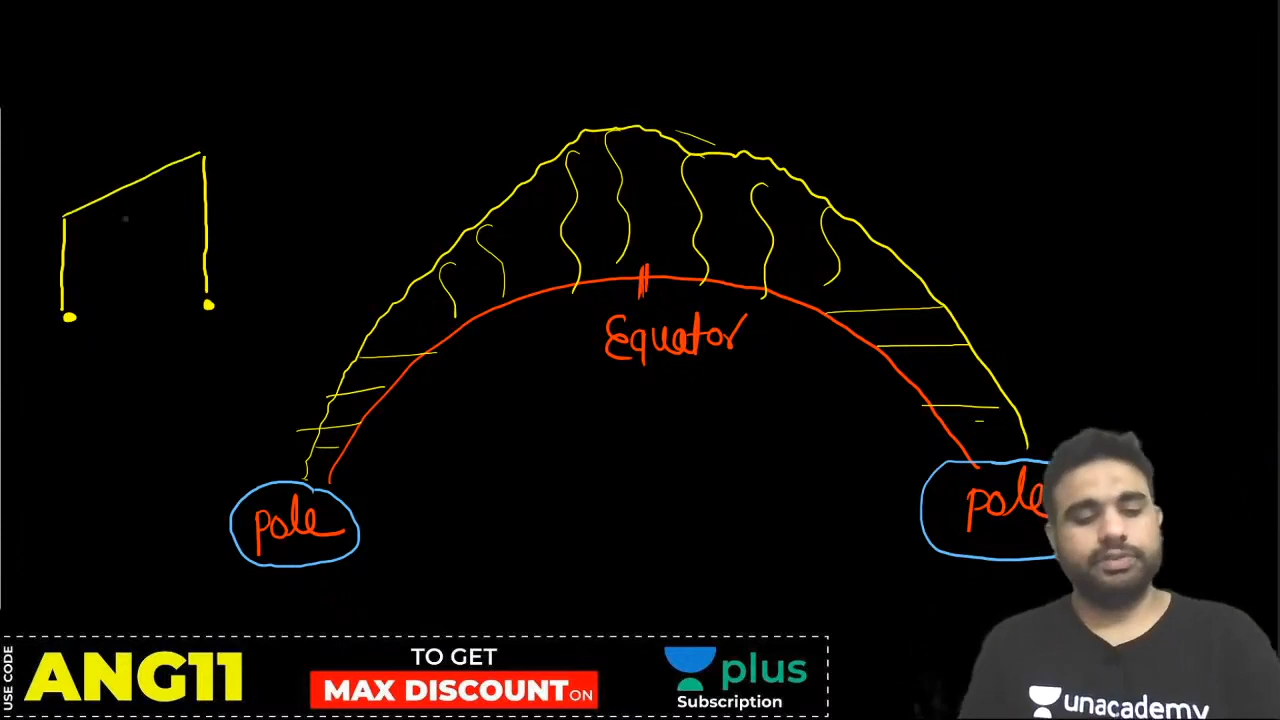 Equator
pole
pole
USE CODE
ANG11
TO GET
MAX DISCOUNT ON
plus
Subscription
unacademy